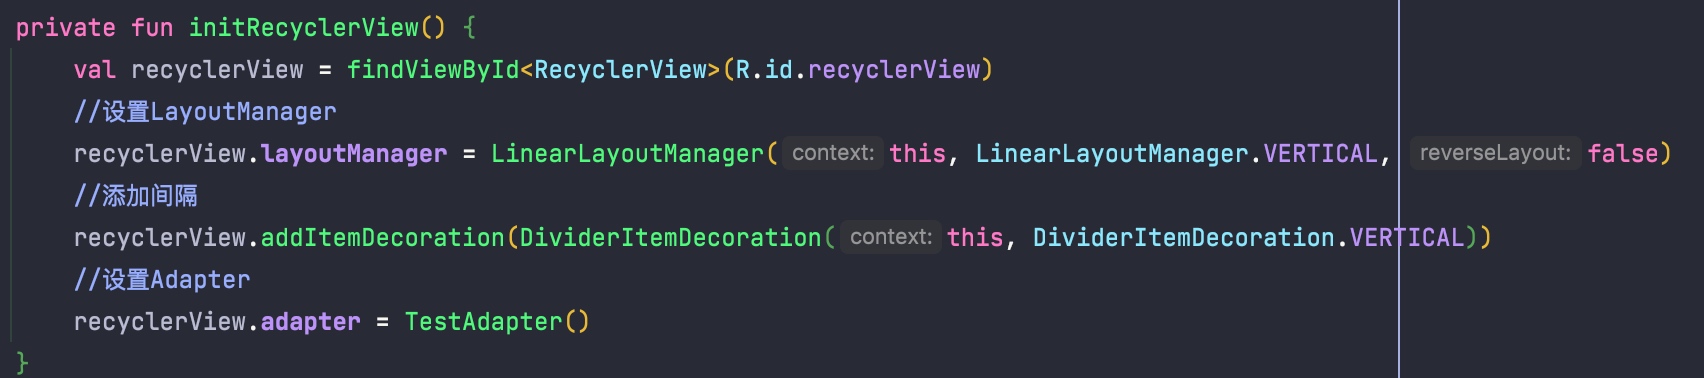 private fun initRecyclerView() {
val recyclerView = findViewById<RecyclerView>(R.id.recyclerView)
//设置LayoutManager
recyclerView.layoutManager = LinearLayoutManager( context: this, LinearLayoutManager.VERTICAL, reverseLayout: false)
//添加间隔
recyclerView.addItemDecoration(DividerItemDecoration( context: this, DividerItemDecoration.VERTICAL))
//设置Adapter
recyclerView.adapter = TestAdapter()
}